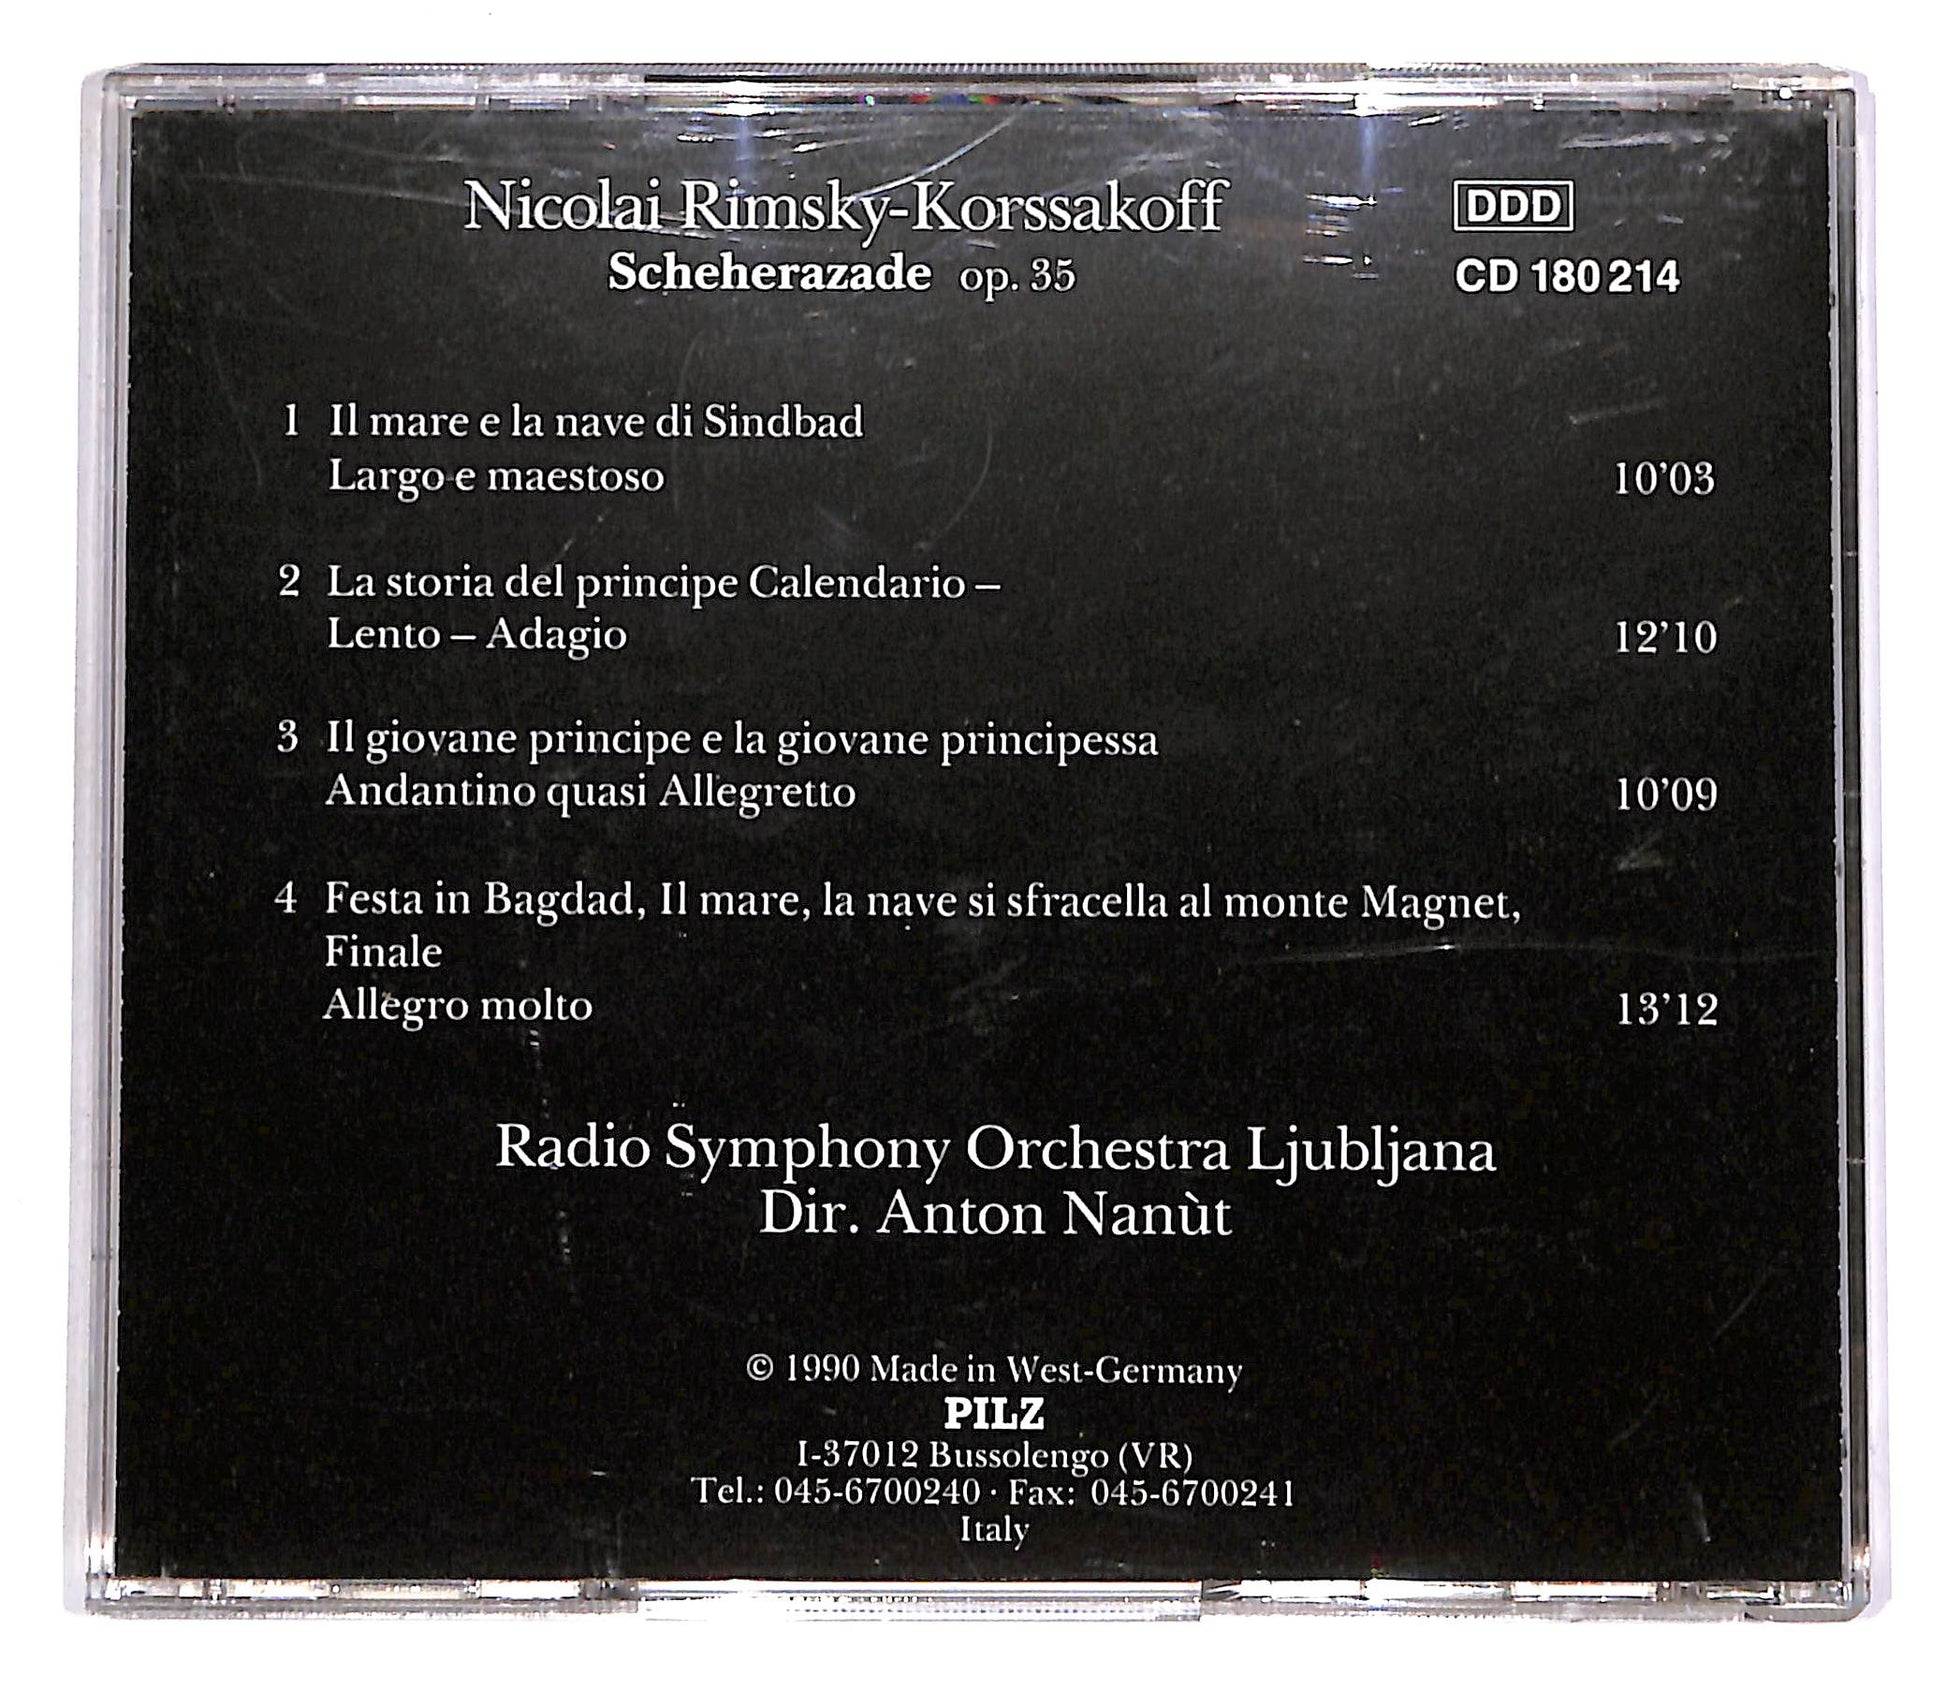 Nicolai Rimsky-Korssakoff
DDD
Scheherazade op. 35
CD 180 214
1 Il mare e la nave di Sindbad
Largo e maestoso 10’03
2 La storia del principe Calendario –
Lento – Adagio 12’10
3 Il giovane principe e la giovane principessa
Andantino quasi Allegretto 10’09
4 Festa in Bagdad, Il mare, la nave si sfracella al monte Magnet,
Finale
Allegro molto 13’12
Radio Symphony Orchestra Ljubljana
Dir. Anton Nanùt
© 1990 Made in West-Germany
PILZ
I-37012 Bussolengo (VR)
Tel.: 045-6700240 · Fax: 045-6700241
Italy